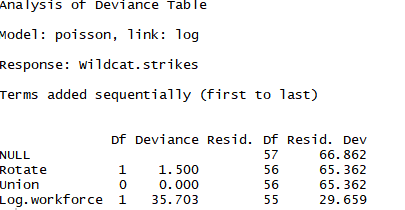 Analysis of Deviance Table
Model: poisson, link: log
Response: Wildcat.strikes
Terms added sequentially (first to last)
Df Deviance Resid. Df Resid. Dev
NULL 57 66.862
Rotate 1 1.500 56 65.362
Union 0 0.000 56 65.362
Log.workforce 1 35.703 55 29.659